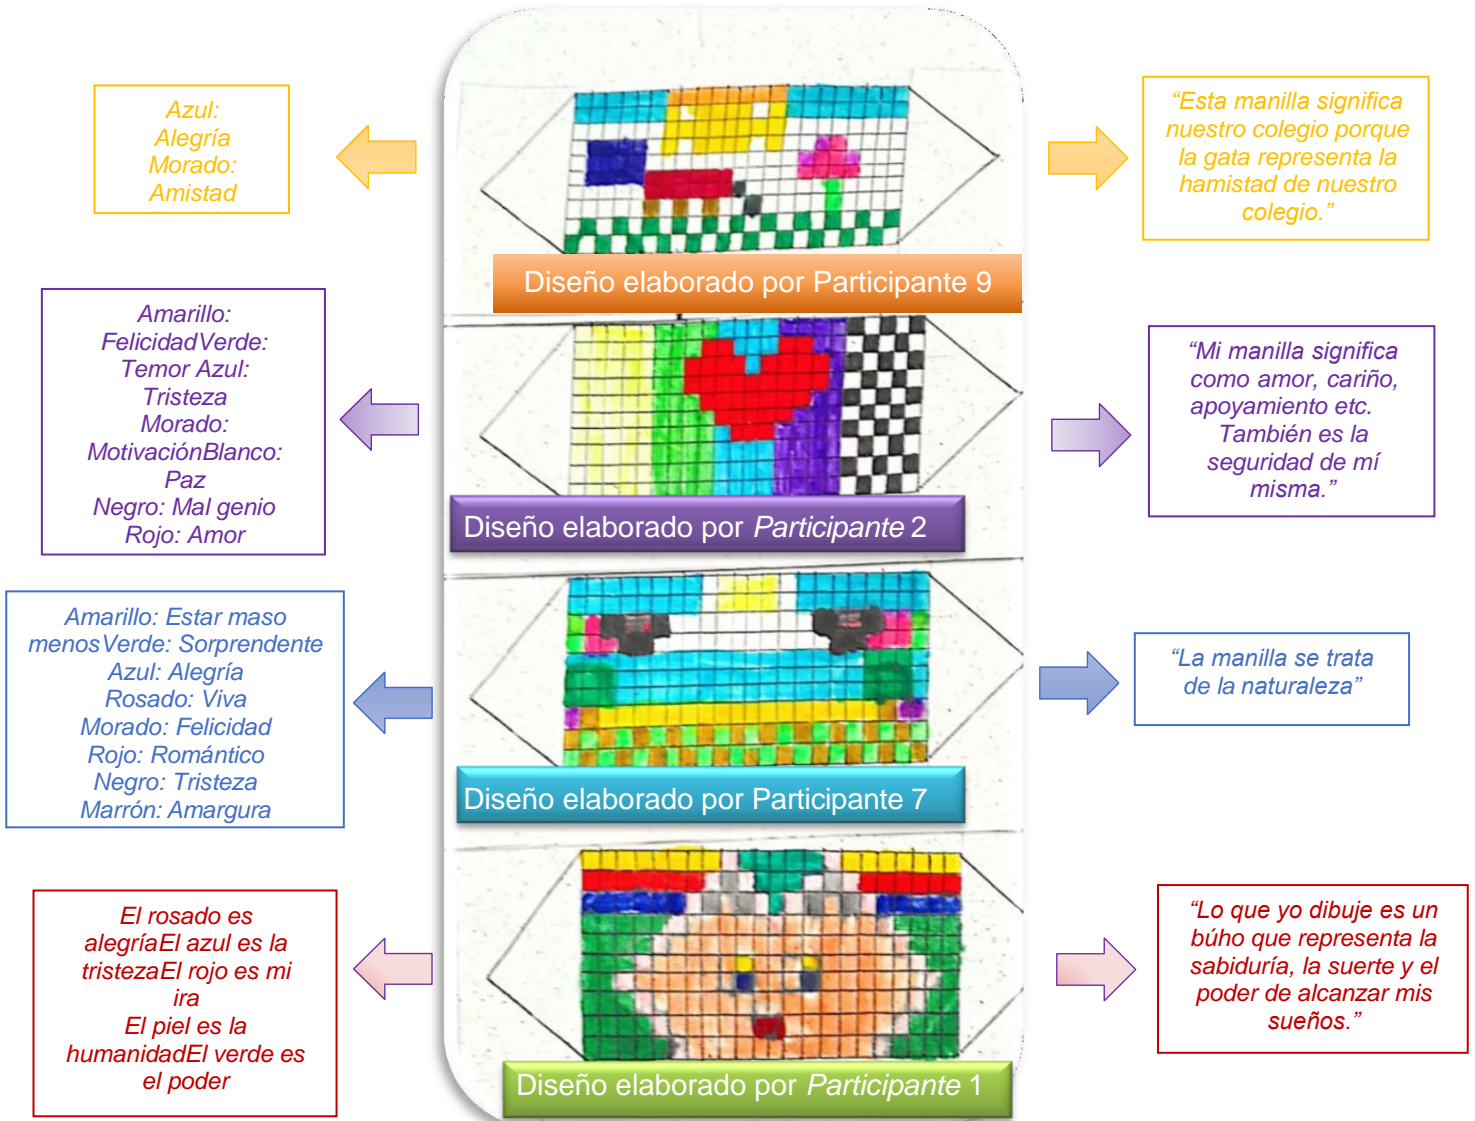 Azul:
Alegría
Morado:
Amistad
“Esta manilla significa
nuestro colegio porque
la gata representa la
hamistad de nuestro
colegio.”
Diseño elaborado por Participante 9
Amarillo:
FelicidadVerde:
Temor Azul:
Tristeza
Morado:
MotivaciónBlanco:
Paz
Negro: Mal genio
Rojo: Amor
“Mi manilla significa
como amor, cariño,
apoyamiento etc.
También es la
seguridad de mí
misma.”
Diseño elaborado por Participante 2
Amarillo: Estar maso
menosVerde: Sorprendente
Azul: Alegría
Rosado: Viva
Morado: Felicidad
Rojo: Romántico
Negro: Tristeza
Marrón: Amargura
“La manilla se trata
de la naturaleza”
Diseño elaborado por Participante 7
El rosado es
alegríaEl azul es la
tristezaEl rojo es mi
ira
El piel es la
humanidadEl verde es
el poder
“Lo que yo dibuje es un
búho que representa la
sabiduría, la suerte y el
poder de alcanzar mis
sueños.”
Diseño elaborado por Participante 1